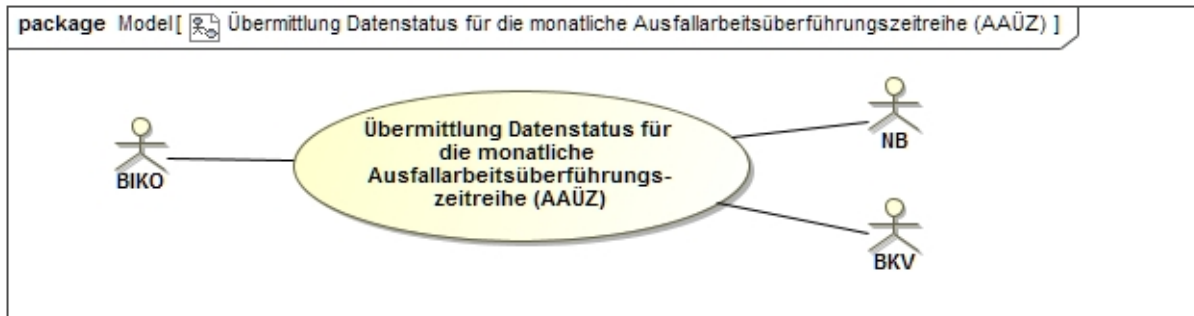 package Model [ Übermittlung Datenstatus für die monatliche Ausfallarbeitsüberführungszeitreihe (AAÜZ) ]
Übermittlung Datenstatus für
die monatliche
Ausfallarbeitsüberführungs-
zeitreihe (AAÜZ)
BIKO
NB
BKV